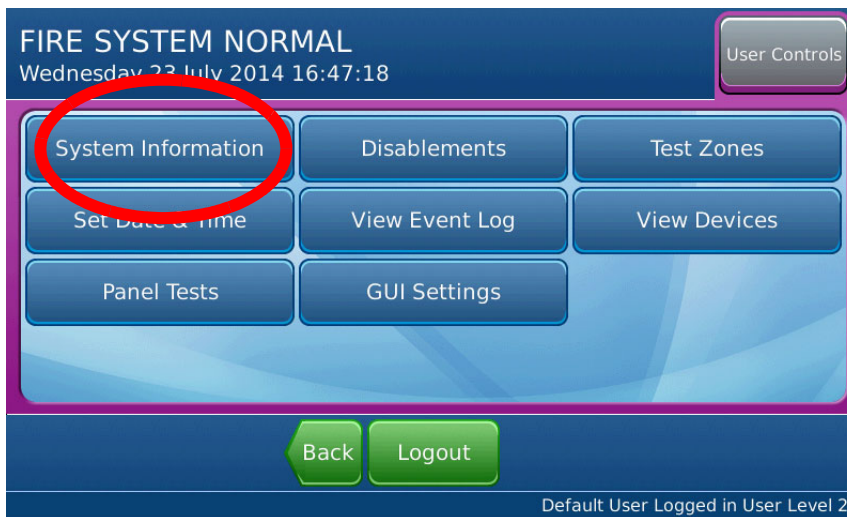 FIRE SYSTEM NORMAL
Wednesday 23 July 2014 16:47:18
User Controls
System Information
Disablements
Test Zones
Set Date & Time
View Event Log
View Devices
Panel Tests
GUI Settings
Back
Logout
Default User Logged in User Level 2